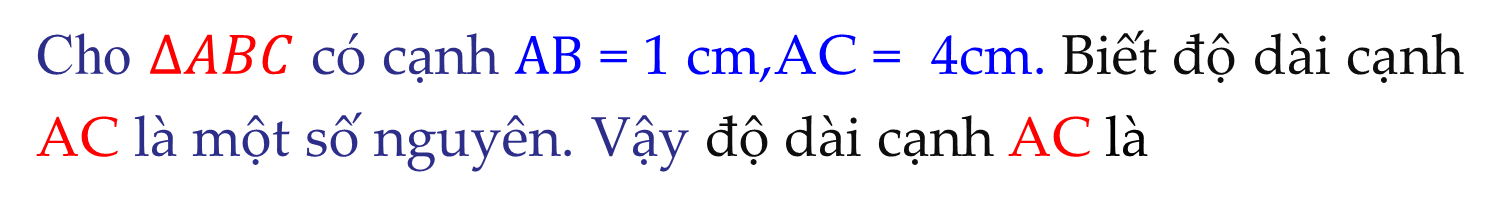 Cho ΔABC có cạnh AB = 1 cm,AC = 4cm. Biết độ dài cạnh
AC là một số nguyên. Vậy độ dài cạnh AC là